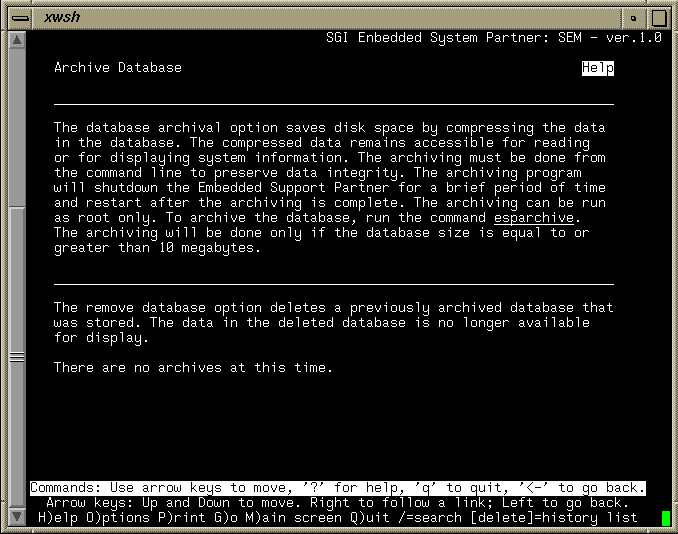 xwsh
SGI Enbedded System Partner: SEM - ver.1.0
Archive Database Help
The database archival option saves disk space by compressing the data
in the database. The compressed data remains accessible for reading
or for displaying system information. The archiving must be done from
the command line to preserve data integrity. The archiving program
will shutdown the Embedded Support Partner for a brief period of time
and restart after the archiving is complete. The archiving can be run
as root only. To archive the database, run the command esparchive.
The archiving will be done only if the database size is equal to or
greater than 10 megabytes.
The remove database option deletes a previously archived database that
was stored. The data in the deleted database is no longer available
for display.
There are no archives at this time.
Commands: Use arrow keys to move, '?' for help, 'q' to quit, '<-' to go back.
Arrow keys: Up and Down to move. Right to follow a link; Left to go back.
H)elp O)ptions P)rint G)o M)ain screen Q)uit /=search [delete]=history list